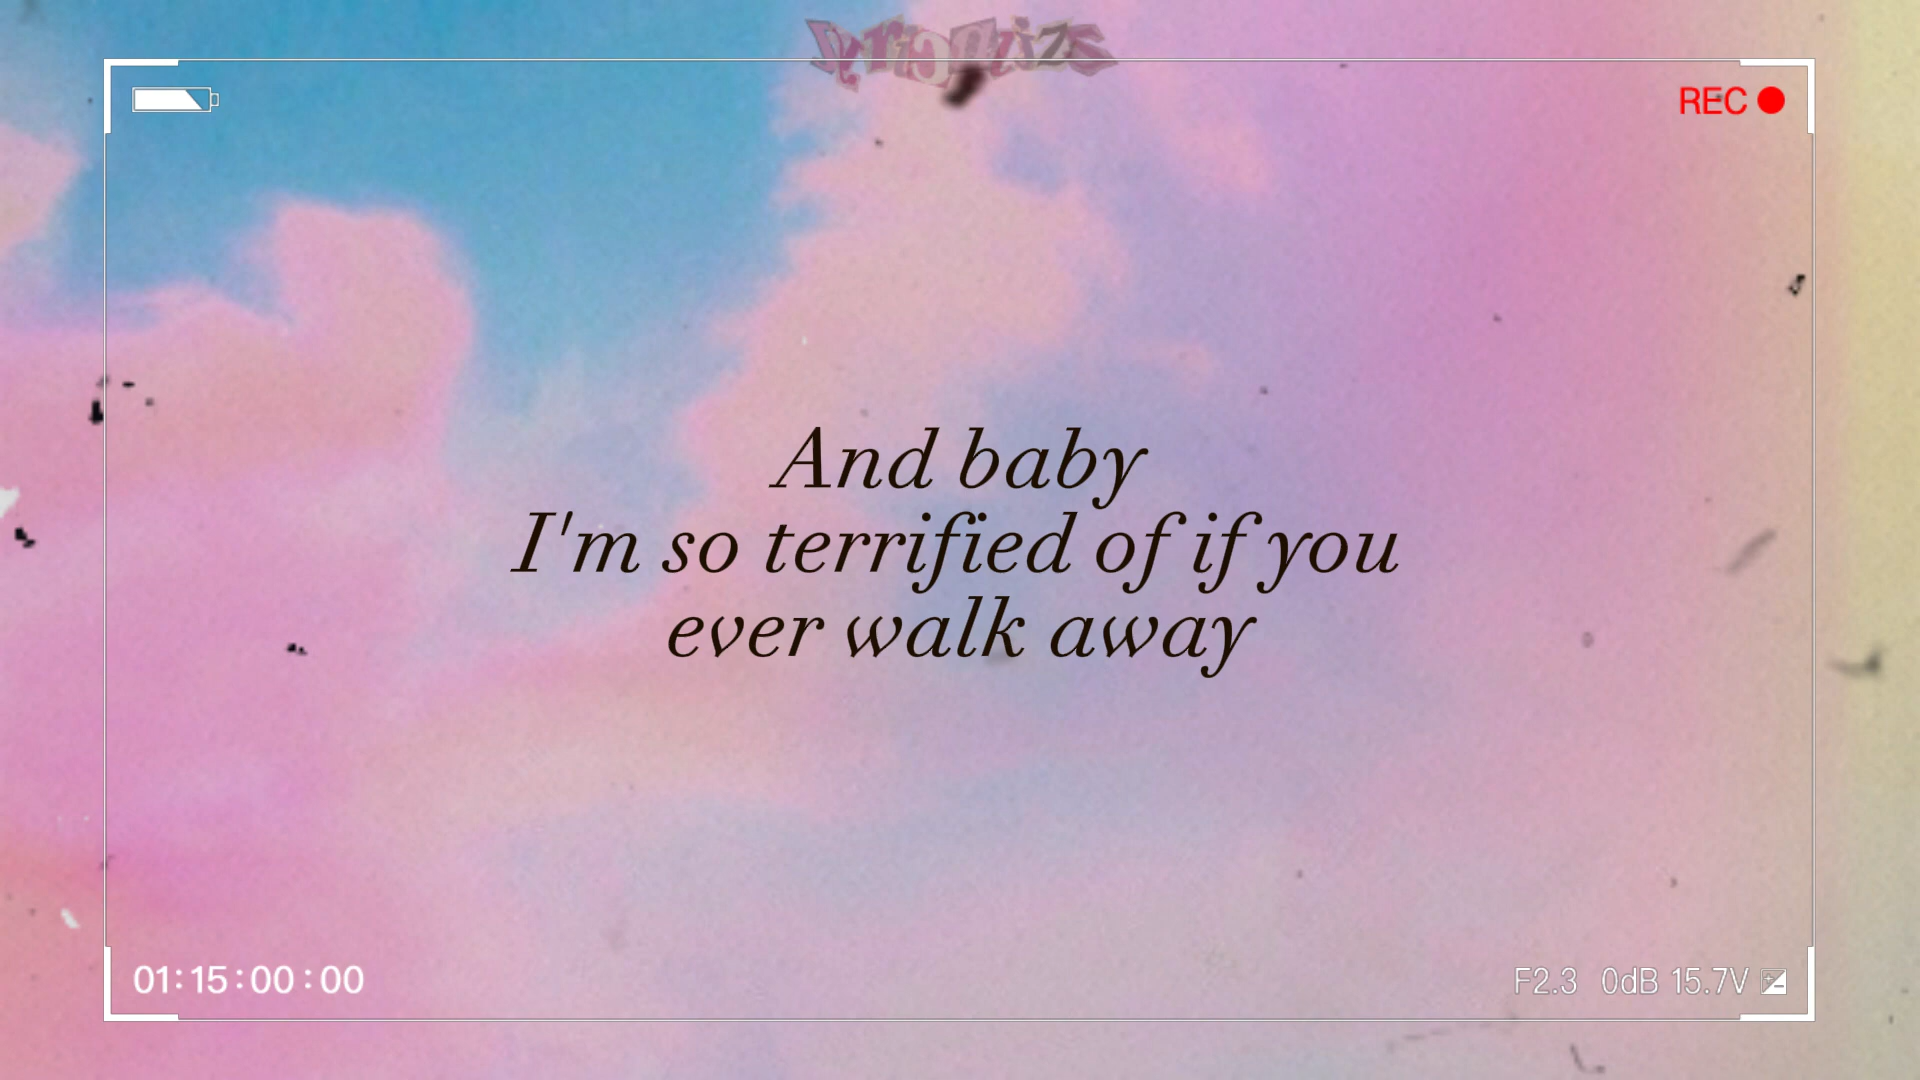 REC
And baby
I'm so terrified of if you
ever walk away
01:15:00:00
F2.3 0dB 15.7V